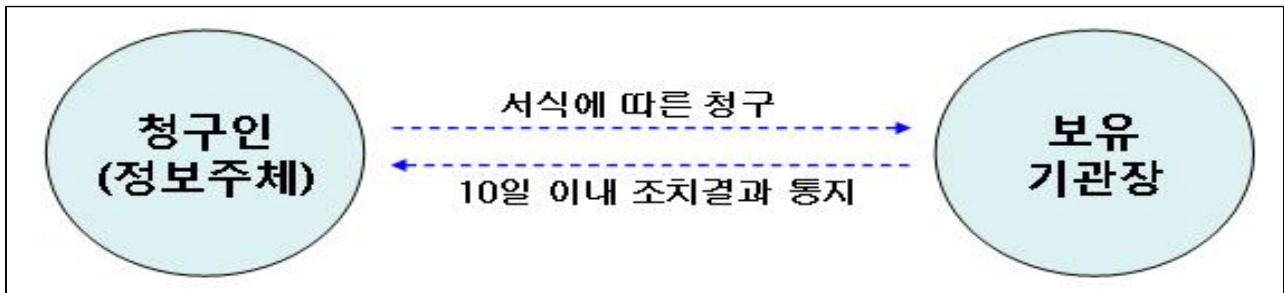 청구인
(정보주체)
서식에 따른 청구
10일 이내 조치결과 통지
보유
기관장